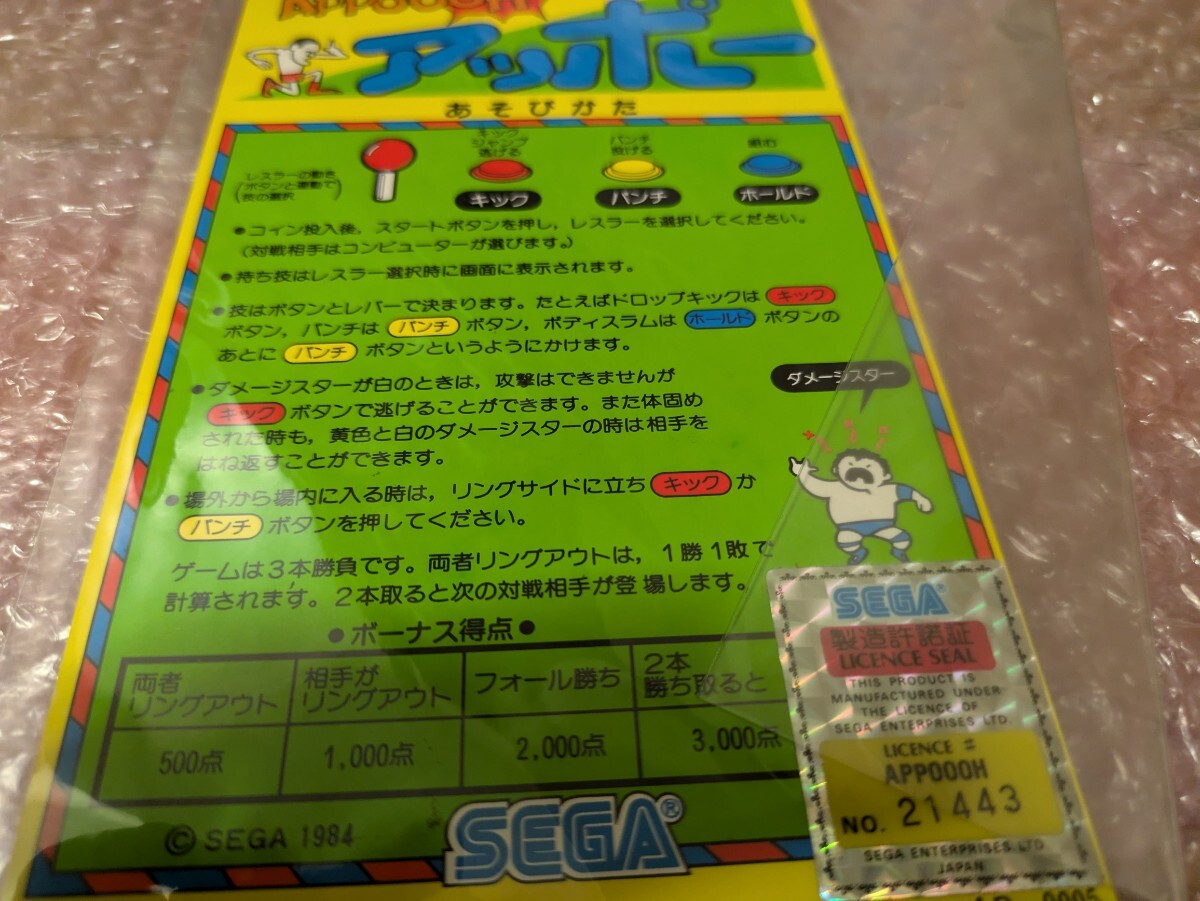 APPOOOH
アッポー
あそびかた
レスラーの動き
(ボタンと連動で)
技の選択
キック
ジャンプ
逃げる
キック
パンチ
投げる
パンチ
組む
ホールド
●コイン投入後，スタートボタンを押し，レスラーを選択してください。
(対戦相手はコンピューターが選びます。)
●持ち技はレスラー選択時に画面に表示されます。
●技はボタンとレバーで決まります。たとえばドロップキックは キック
ボタン，パンチは パンチ ボタン，ボディスラムは ホールド ボタンの
あとに パンチ ボタンというようにかけます。
●ダメージスターが白のときは，攻撃はできませんが
キック ボタンで逃げることができます。また体固め
された時も，黄色と白のダメージスターの時は相手を
はね返すことができます。
ダメージスター
●場外から場内に入る時は，リングサイドに立ち キック か
パンチ ボタンを押してください。
ゲームは3本勝負です。両者リングアウトは，1勝1敗で
計算されます。2本取ると次の対戦相手が登場します。
●ボーナス得点●
両者
リングアウト
相手が
リングアウト
フォール勝ち
2本
勝ち取ると
500点
1,000点
2,000点
3,000点
© SEGA 1984
SEGA®
SEGA
製造許諾証
LICENCE SEAL
THIS PRODUCT IS
MANUFACTURED UNDER
THE LICENCE OF
SEGA ENTERPRISES LTD.
LICENCE =
APPOOOH
NO. 21443
SEGA ENTERPRISES.LTD
JAPAN